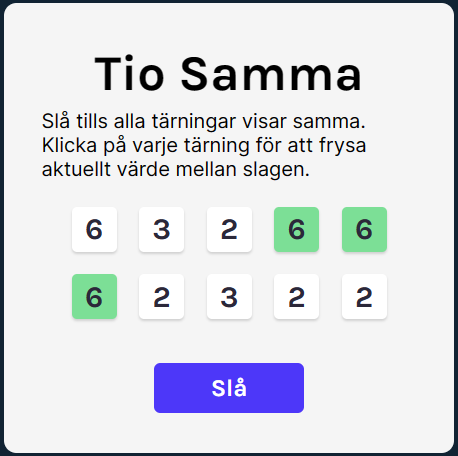 Tio Samma
Slå tills alla tärningar visar samma.
Klicka på varje tärning för att frysa
aktuellt värde mellan slagen.
6 3 2 6 6
6 2 3 2 2
Slå